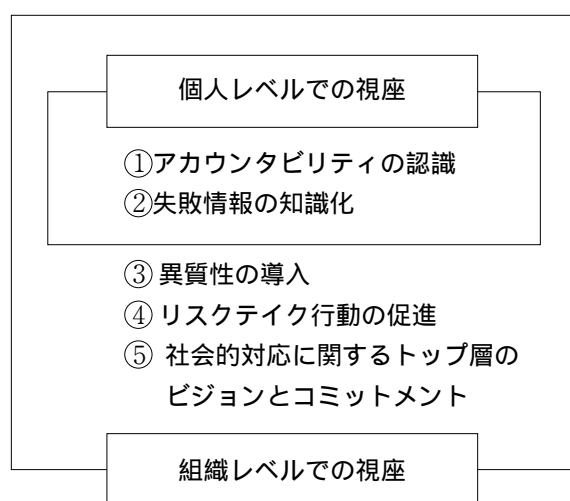 個人レベルでの視座
①アカウンタビリティの認識
②失敗情報の知識化
③ 異質性の導入
④ リスクテイク行動の促進
⑤ 社会的対応に関するトップ層の
ビジョンとコミットメント
組織レベルでの視座